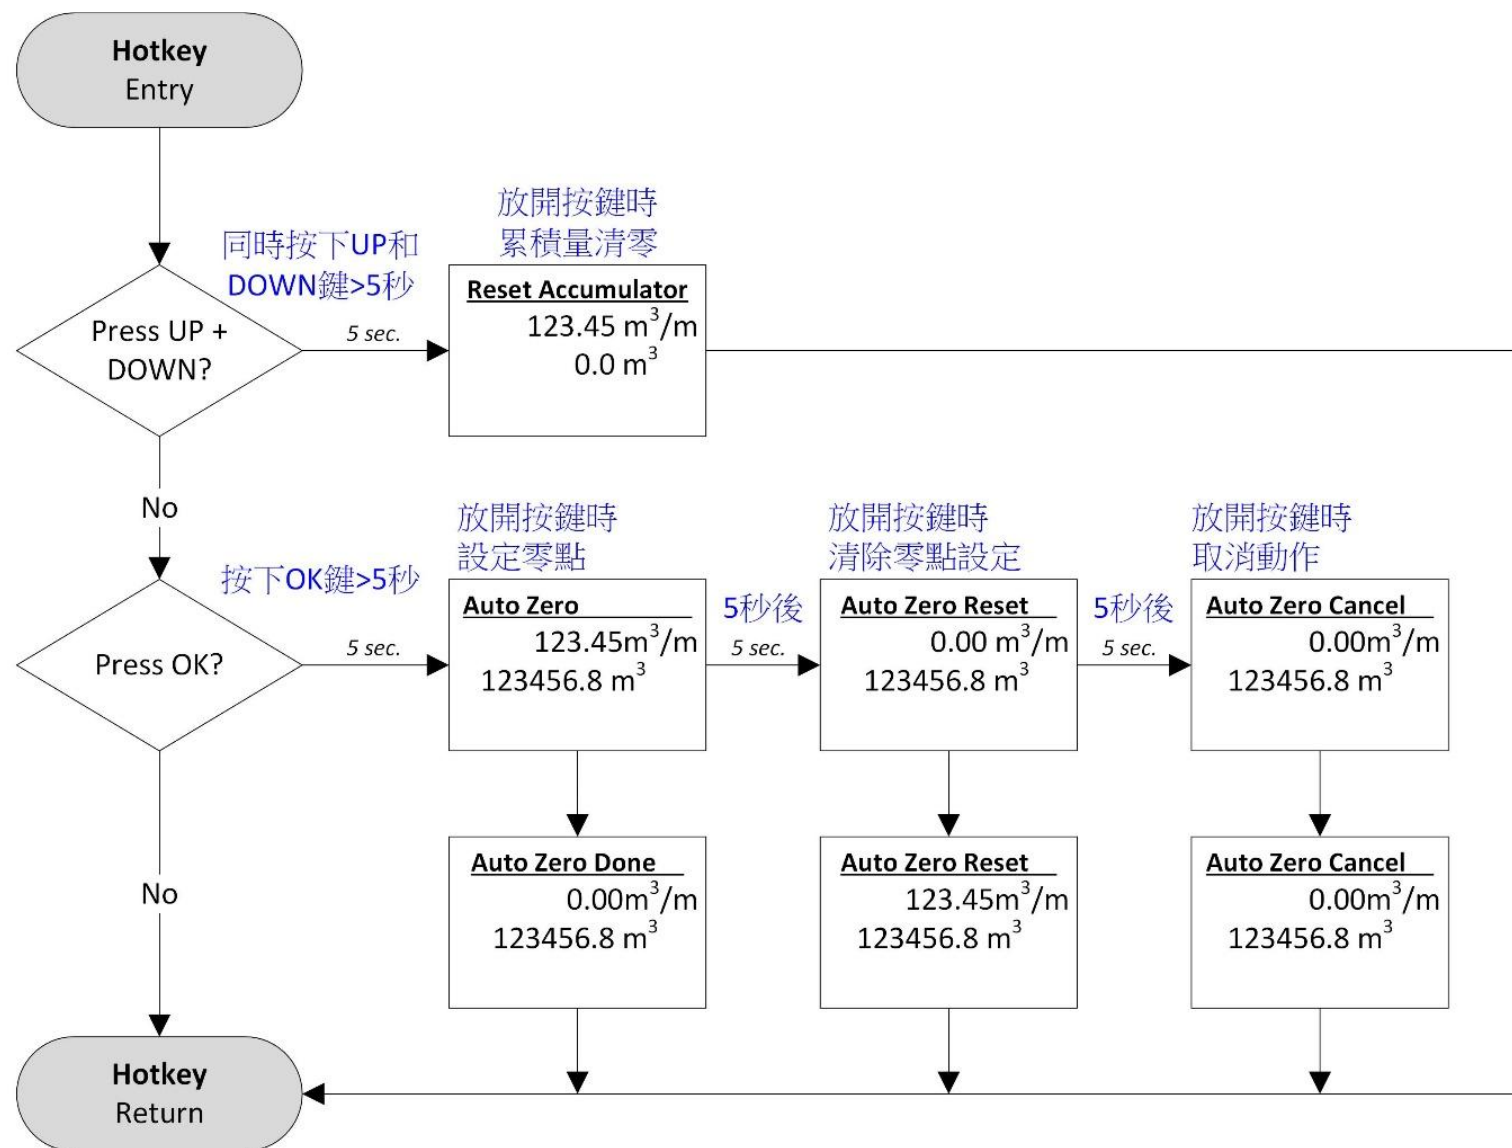 Hotkey
Entry
放開按鍵時
累積量清零
同時按下UP和
DOWN鍵>5秒
Press UP +
DOWN?
5 sec.
Reset Accumulator
123.45 m³/m
0.0 m³
No
放開按鍵時
設定零點
放開按鍵時
清除零點設定
放開按鍵時
取消動作
按下OK鍵>5秒
Press OK?
5 sec.
Auto Zero
123.45m³/m
123456.8 m³
5秒後
5 sec.
Auto Zero Reset
0.00 m³/m
123456.8 m³
5秒後
5 sec.
Auto Zero Cancel
0.00m³/m
123456.8 m³
No
Auto Zero Done
0.00m³/m
123456.8 m³
Auto Zero Reset
123.45m³/m
123456.8 m³
Auto Zero Cancel
0.00m³/m
123456.8 m³
Hotkey
Return